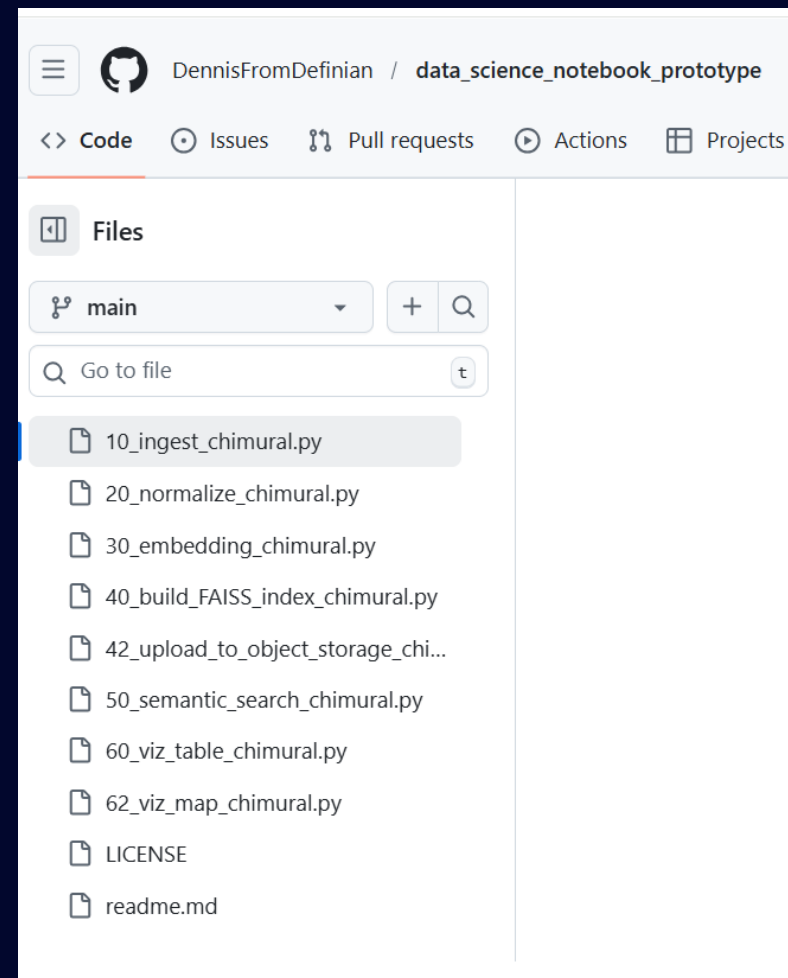 DennisFromDefinian / data_science_notebook_prototype
Code Issues Pull requests Actions Projects
Files
main
Go to file t
10_ingest_chimural.py
20_normalize_chimural.py
30_embedding_chimural.py
40_build_FAISS_index_chimural.py
42_upload_to_object_storage_chi...
50_semantic_search_chimural.py
60_viz_table_chimural.py
62_viz_map_chimural.py
LICENSE
readme.md